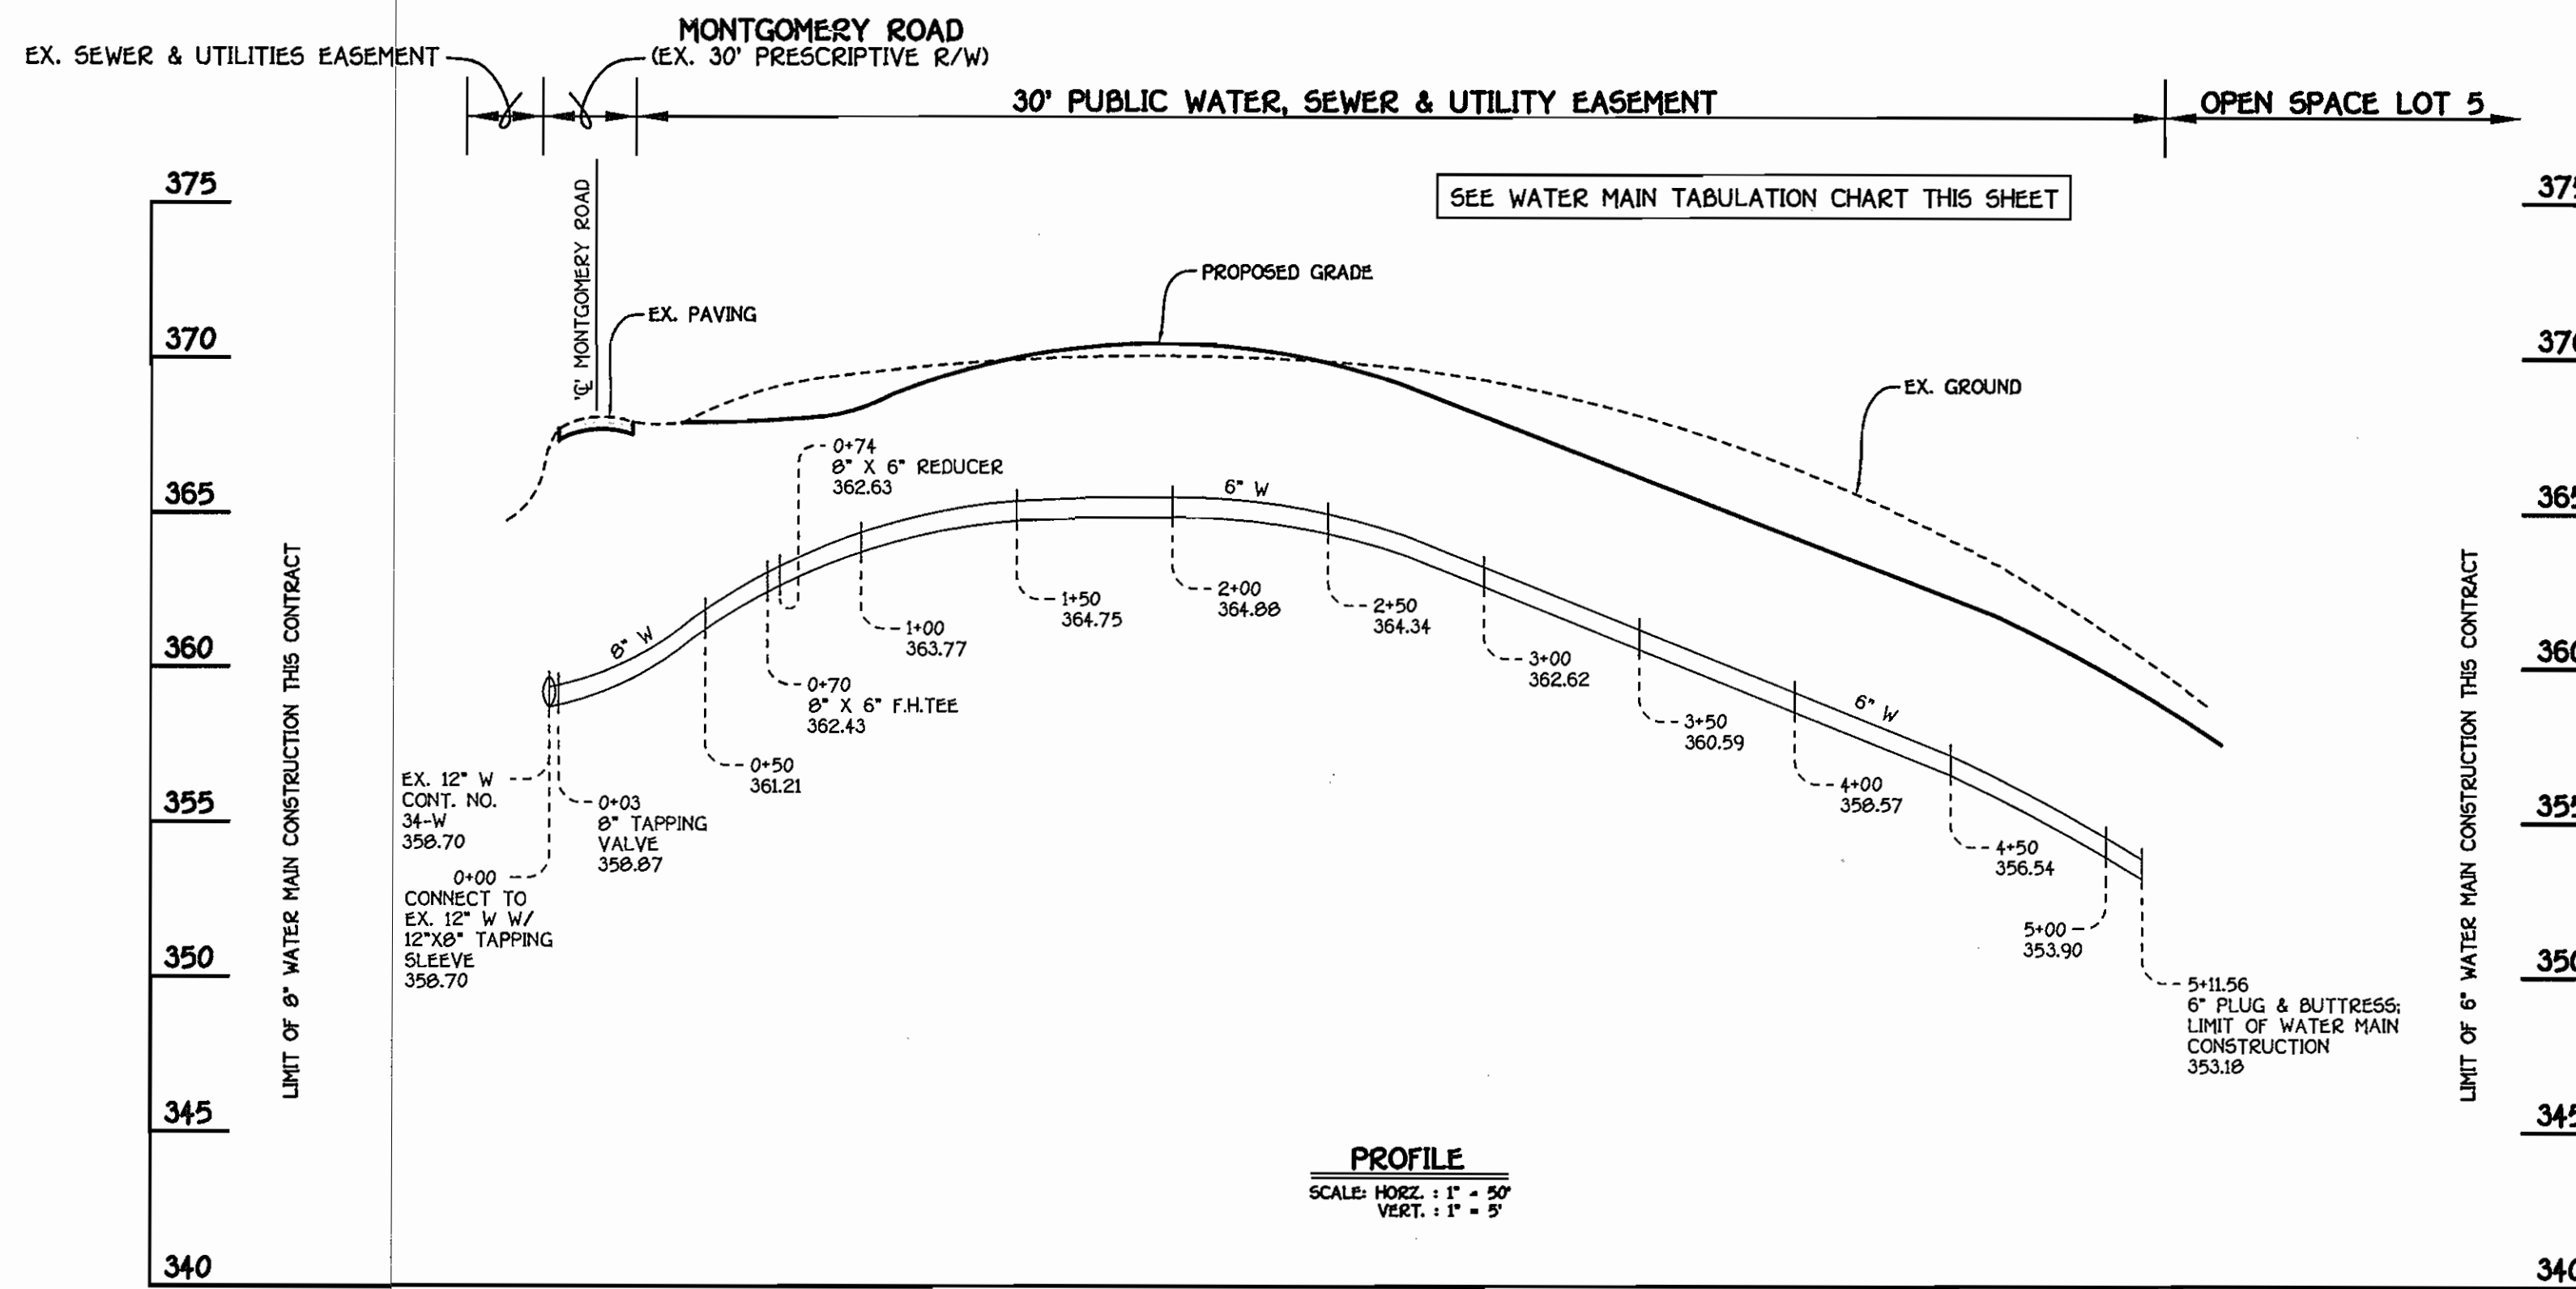 MONTGOMERY ROAD
(EX. 30' PRESCRIPTIVE R/W)
EX. SEWER & UTILITIES EASEMENT
30' PUBLIC WATER, SEWER & UTILITY EASEMENT
OPEN SPACE LOT 5
SEE WATER MAIN TABULATION CHART THIS SHEET
375
370
365
360
355
350
345
340
LIMIT OF 8" WATER MAIN CONSTRUCTION THIS CONTRACT
℄ MONTGOMERY ROAD
EX. PAVING
PROPOSED GRADE
EX. GROUND
0+74
8" X 6" REDUCER
362.63
8" W
6" W
6" W
EX. 12" W
CONT. NO.
34-W
358.70
0+00
CONNECT TO
EX. 12" W W/
12"X8" TAPPING
SLEEVE
358.70
0+03
8" TAPPING
VALVE
358.87
0+50
361.21
0+70
8" X 6" F.H.TEE
362.43
1+00
363.77
1+50
364.75
2+00
364.88
2+50
364.34
3+00
362.62
3+50
360.59
4+00
358.57
4+50
356.54
5+00
353.90
5+11.56
6" PLUG & BUTTRESS;
LIMIT OF WATER MAIN
CONSTRUCTION
353.18
LIMIT OF 6" WATER MAIN CONSTRUCTION THIS CONTRACT
345
340
PROFILE
SCALE: HORZ. : 1" = 50'
VERT. : 1" = 5'